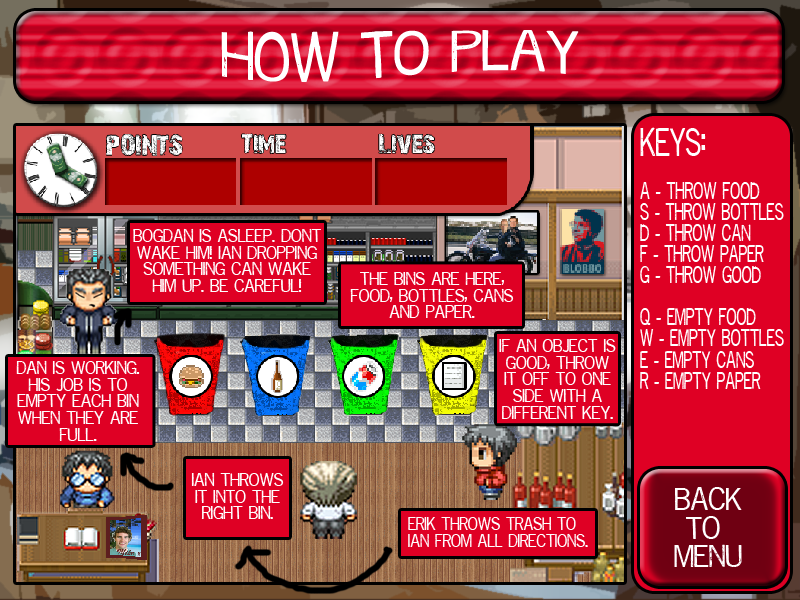 HOW TO PLAY
POINTS
TIME
LIVES
BOGDAN IS ASLEEP. DONT
WAKE HIM! IAN DROPPING
SOMETHING CAN WAKE
HIM UP. BE CAREFUL!
THE BINS ARE HERE,
FOOD, BOTTLES, CANS
AND PAPER.
BLOBBO
IF AN OBJECT IS
GOOD, THROW
IT OFF TO ONE
SIDE WITH A
DIFFERENT KEY.
DAN IS WORKING.
HIS JOB IS TO
EMPTY EACH BIN
WHEN THEY ARE
FULL.
IAN THROWS
IT INTO THE
RIGHT BIN.
ERIK THROWS TRASH TO
IAN FROM ALL DIRECTIONS.
KEYS:
A - THROW FOOD
S - THROW BOTTLES
D - THROW CAN
F - THROW PAPER
G - THROW GOOD
Q - EMPTY FOOD
W - EMPTY BOTTLES
E - EMPTY CANS
R - EMPTY PAPER
BACK
TO
MENU